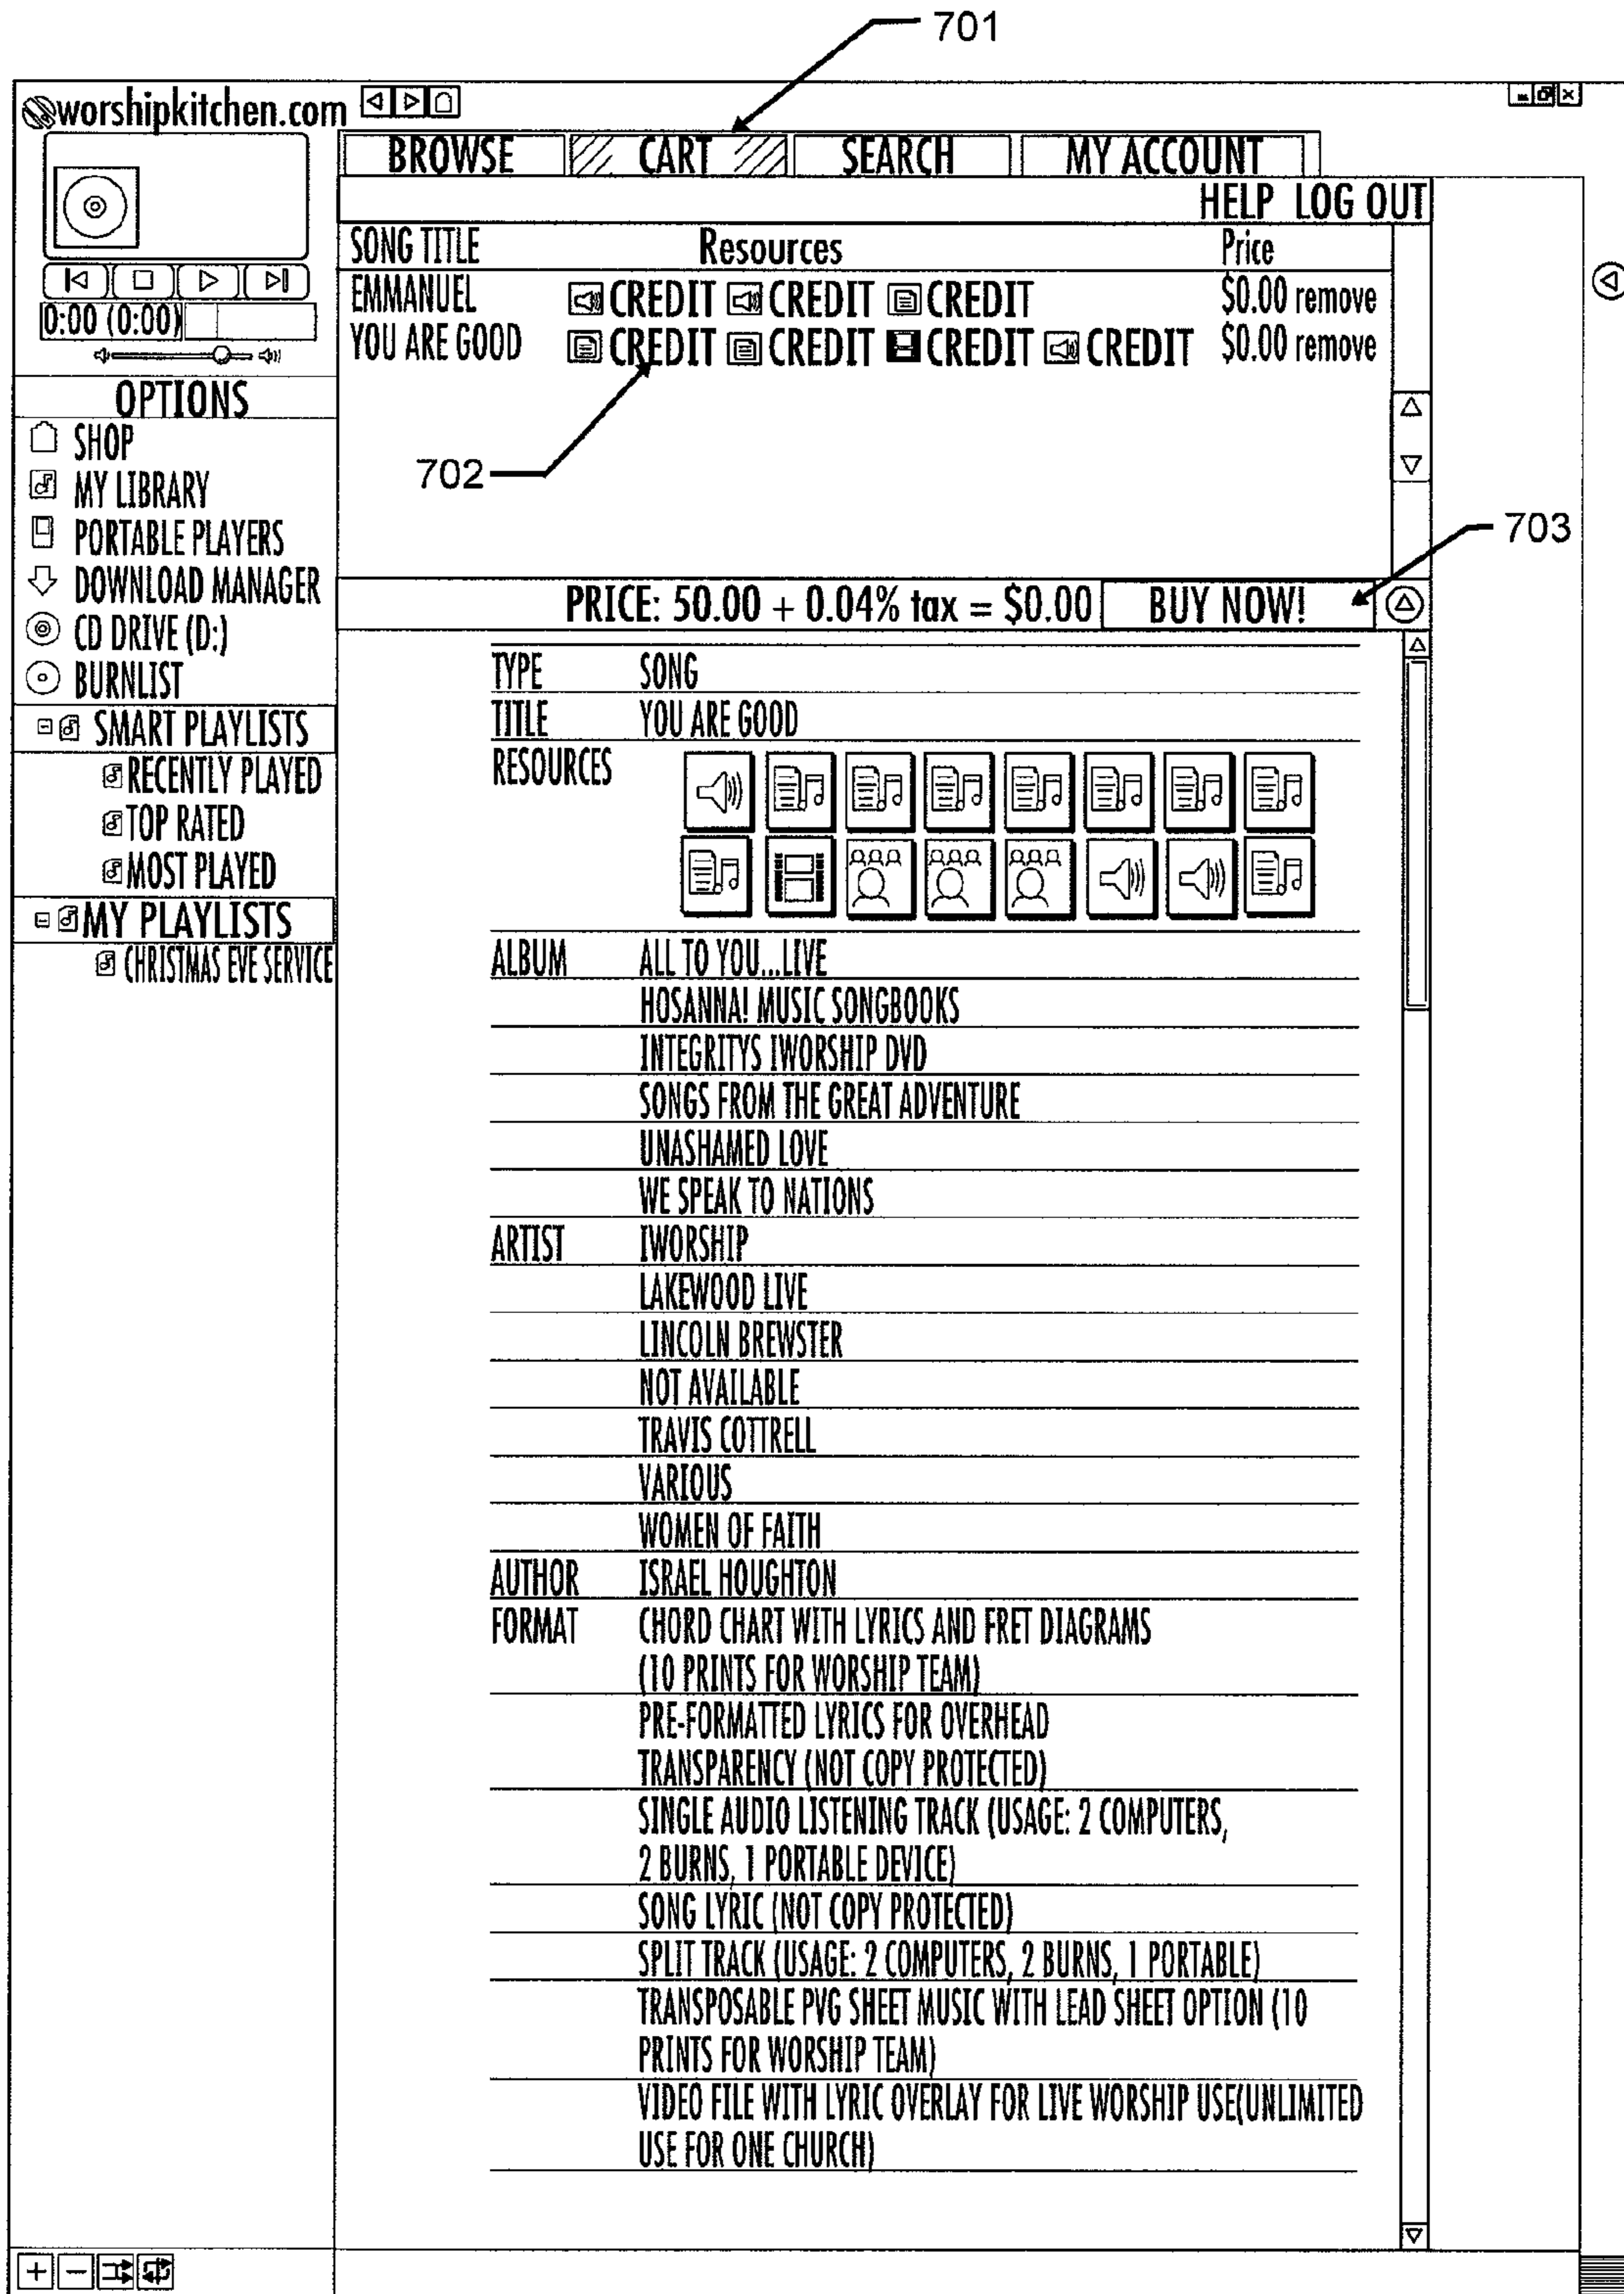 701
worshipkitchen.com
BROWSE CART SEARCH MY ACCOUNT
HELP LOG OUT
SONG TITLE Resources Price
EMMANUEL CREDIT CREDIT CREDIT $0.00 remove
YOU ARE GOOD CREDIT CREDIT CREDIT CREDIT $0.00 remove
702
703
PRICE: 50.00 + 0.04% tax = $0.00 BUY NOW!
0:00 (0:00)
OPTIONS
SHOP
MY LIBRARY
PORTABLE PLAYERS
DOWNLOAD MANAGER
CD DRIVE (D:)
BURNLIST
SMART PLAYLISTS
RECENTLY PLAYED
TOP RATED
MOST PLAYED
MY PLAYLISTS
CHRISTMAS EVE SERVICE
TYPE SONG
TITLE YOU ARE GOOD
RESOURCES
ALBUM ALL TO YOU...LIVE
HOSANNA! MUSIC SONGBOOKS
INTEGRITYS IWORSHIP DVD
SONGS FROM THE GREAT ADVENTURE
UNASHAMED LOVE
WE SPEAK TO NATIONS
ARTIST IWORSHIP
LAKEWOOD LIVE
LINCOLN BREWSTER
NOT AVAILABLE
TRAVIS COTTRELL
VARIOUS
WOMEN OF FAITH
AUTHOR ISRAEL HOUGHTON
FORMAT CHORD CHART WITH LYRICS AND FRET DIAGRAMS
(10 PRINTS FOR WORSHIP TEAM)
PRE-FORMATTED LYRICS FOR OVERHEAD
TRANSPARENCY (NOT COPY PROTECTED)
SINGLE AUDIO LISTENING TRACK (USAGE: 2 COMPUTERS,
2 BURNS, 1 PORTABLE DEVICE)
SONG LYRIC (NOT COPY PROTECTED)
SPLIT TRACK (USAGE: 2 COMPUTERS, 2 BURNS, 1 PORTABLE)
TRANSPOSABLE PVG SHEET MUSIC WITH LEAD SHEET OPTION (10
PRINTS FOR WORSHIP TEAM)
VIDEO FILE WITH LYRIC OVERLAY FOR LIVE WORSHIP USE(UNLIMITED
USE FOR ONE CHURCH)